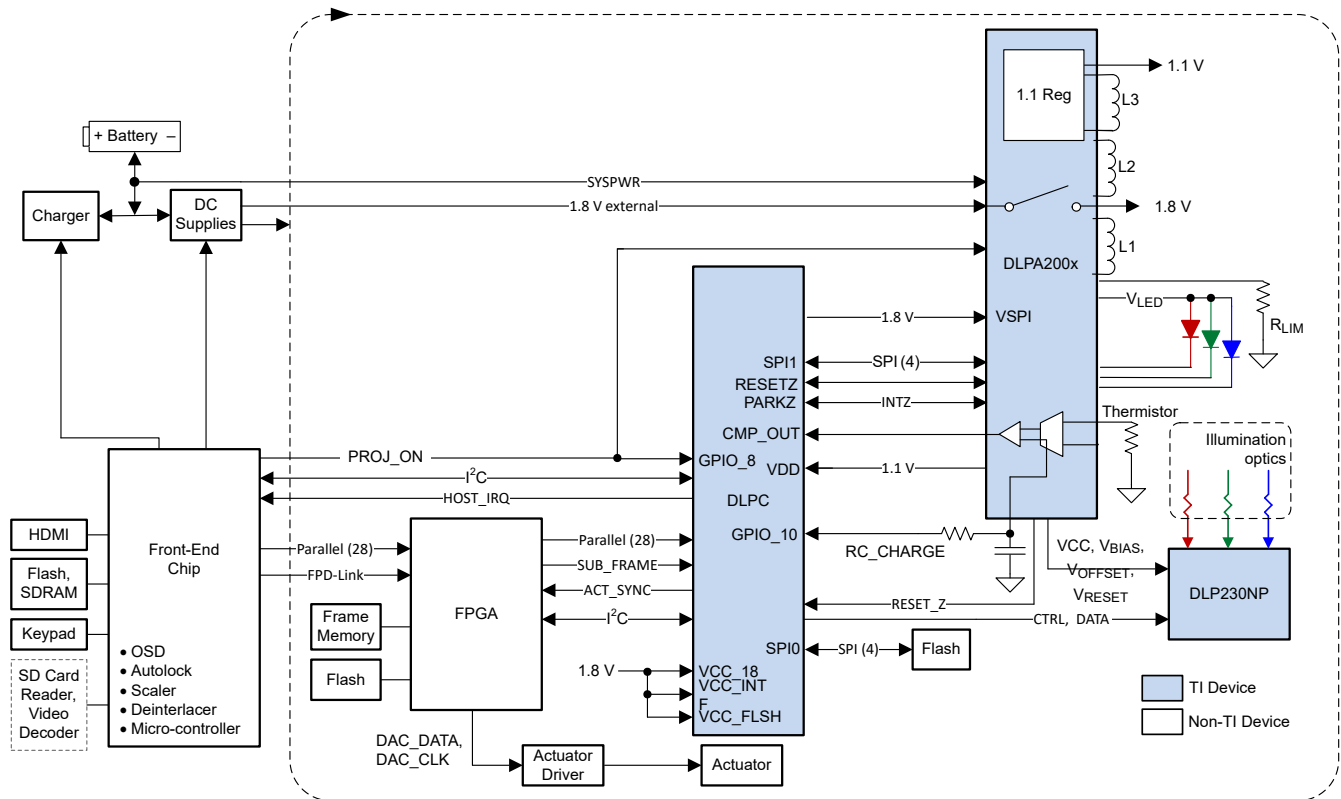 1.1 V
1.1 Reg
L3
+ Battery –
L2
SYSPWR
Charger
DC
Supplies
1.8 V external
1.8 V
L1
DLPA200x
VLED
RLIM
1.8 V
VSPI
SPI1
SPI (4)
RESETZ
PARKZ
INTZ
Thermistor
CMP_OUT
Illumination
optics
PROJ_ON
GPIO_8
VDD
1.1 V
I2C
HOST_IRQ
DLPC
HDMI
Front-End
Chip
Parallel (28)
Parallel (28)
GPIO_10
RC_CHARGE
VCC, VBIAS,
VOFFSET,
VRESET
Flash,
SDRAM
FPD-Link
SUB_FRAME
ACT_SYNC
DLP230NP
FPGA
RESET_Z
Frame
Memory
I2C
CTRL, DATA
Keypad
SPI0
SPI (4)
Flash
• OSD
• Autolock
• Scaler
• Deinterlacer
• Micro-controller
SD Card
Reader,
Video
Decoder
Flash
1.8 V
VCC_18
VCC_INT
F
VCC_FLSH
TI Device
Non-TI Device
DAC_DATA,
DAC_CLK
Actuator
Driver
Actuator